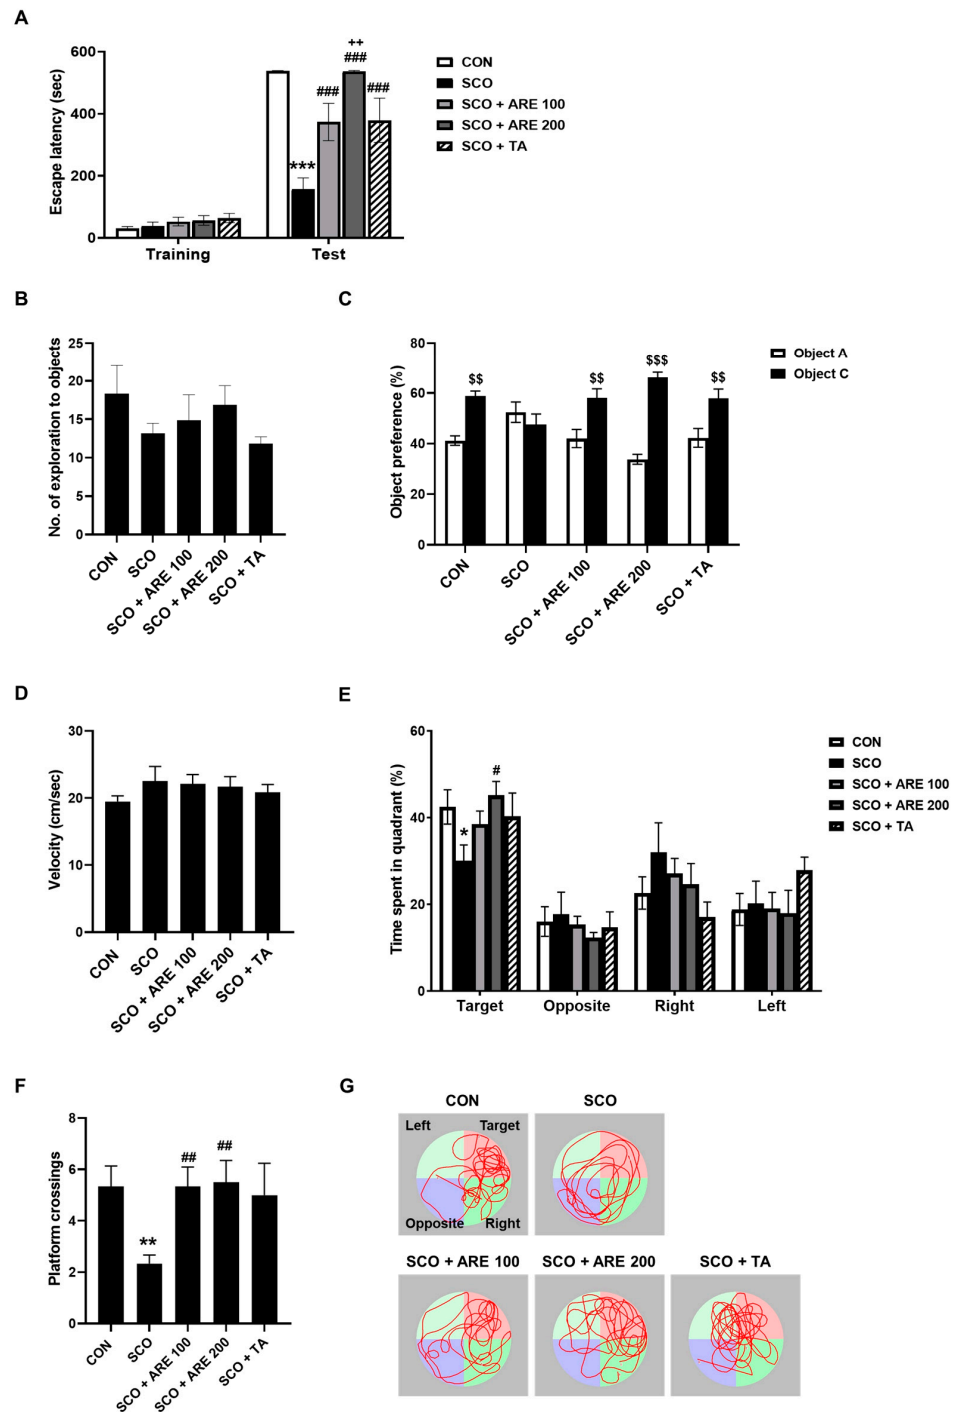 A
Escape latency (sec)
600
400
200
0
***
###
++
###
###
Training
Test
CON
SCO
SCO + ARE 100
SCO + ARE 200
SCO + TA
B
No. of exploration to objects
25
20
15
10
5
0
CON
SCO
SCO + ARE 100
SCO + ARE 200
SCO + TA
C
Object preference (%)
80
60
40
20
0
$$
$$
$$$
$$
CON
SCO
SCO + ARE 100
SCO + ARE 200
SCO + TA
Object A
Object C
D
Velocity (cm/sec)
30
20
10
0
CON
SCO
SCO + ARE 100
SCO + ARE 200
SCO + TA
E
Time spent in quadrant (%)
60
40
20
0
*
#
Target
Opposite
Right
Left
CON
SCO
SCO + ARE 100
SCO + ARE 200
SCO + TA
F
Platform crossings
8
6
4
2
0
**
##
##
CON
SCO
SCO + ARE 100
SCO + ARE 200
SCO + TA
G
CON
Left
Target
Opposite
Right
SCO
SCO + ARE 100
SCO + ARE 200
SCO + TA